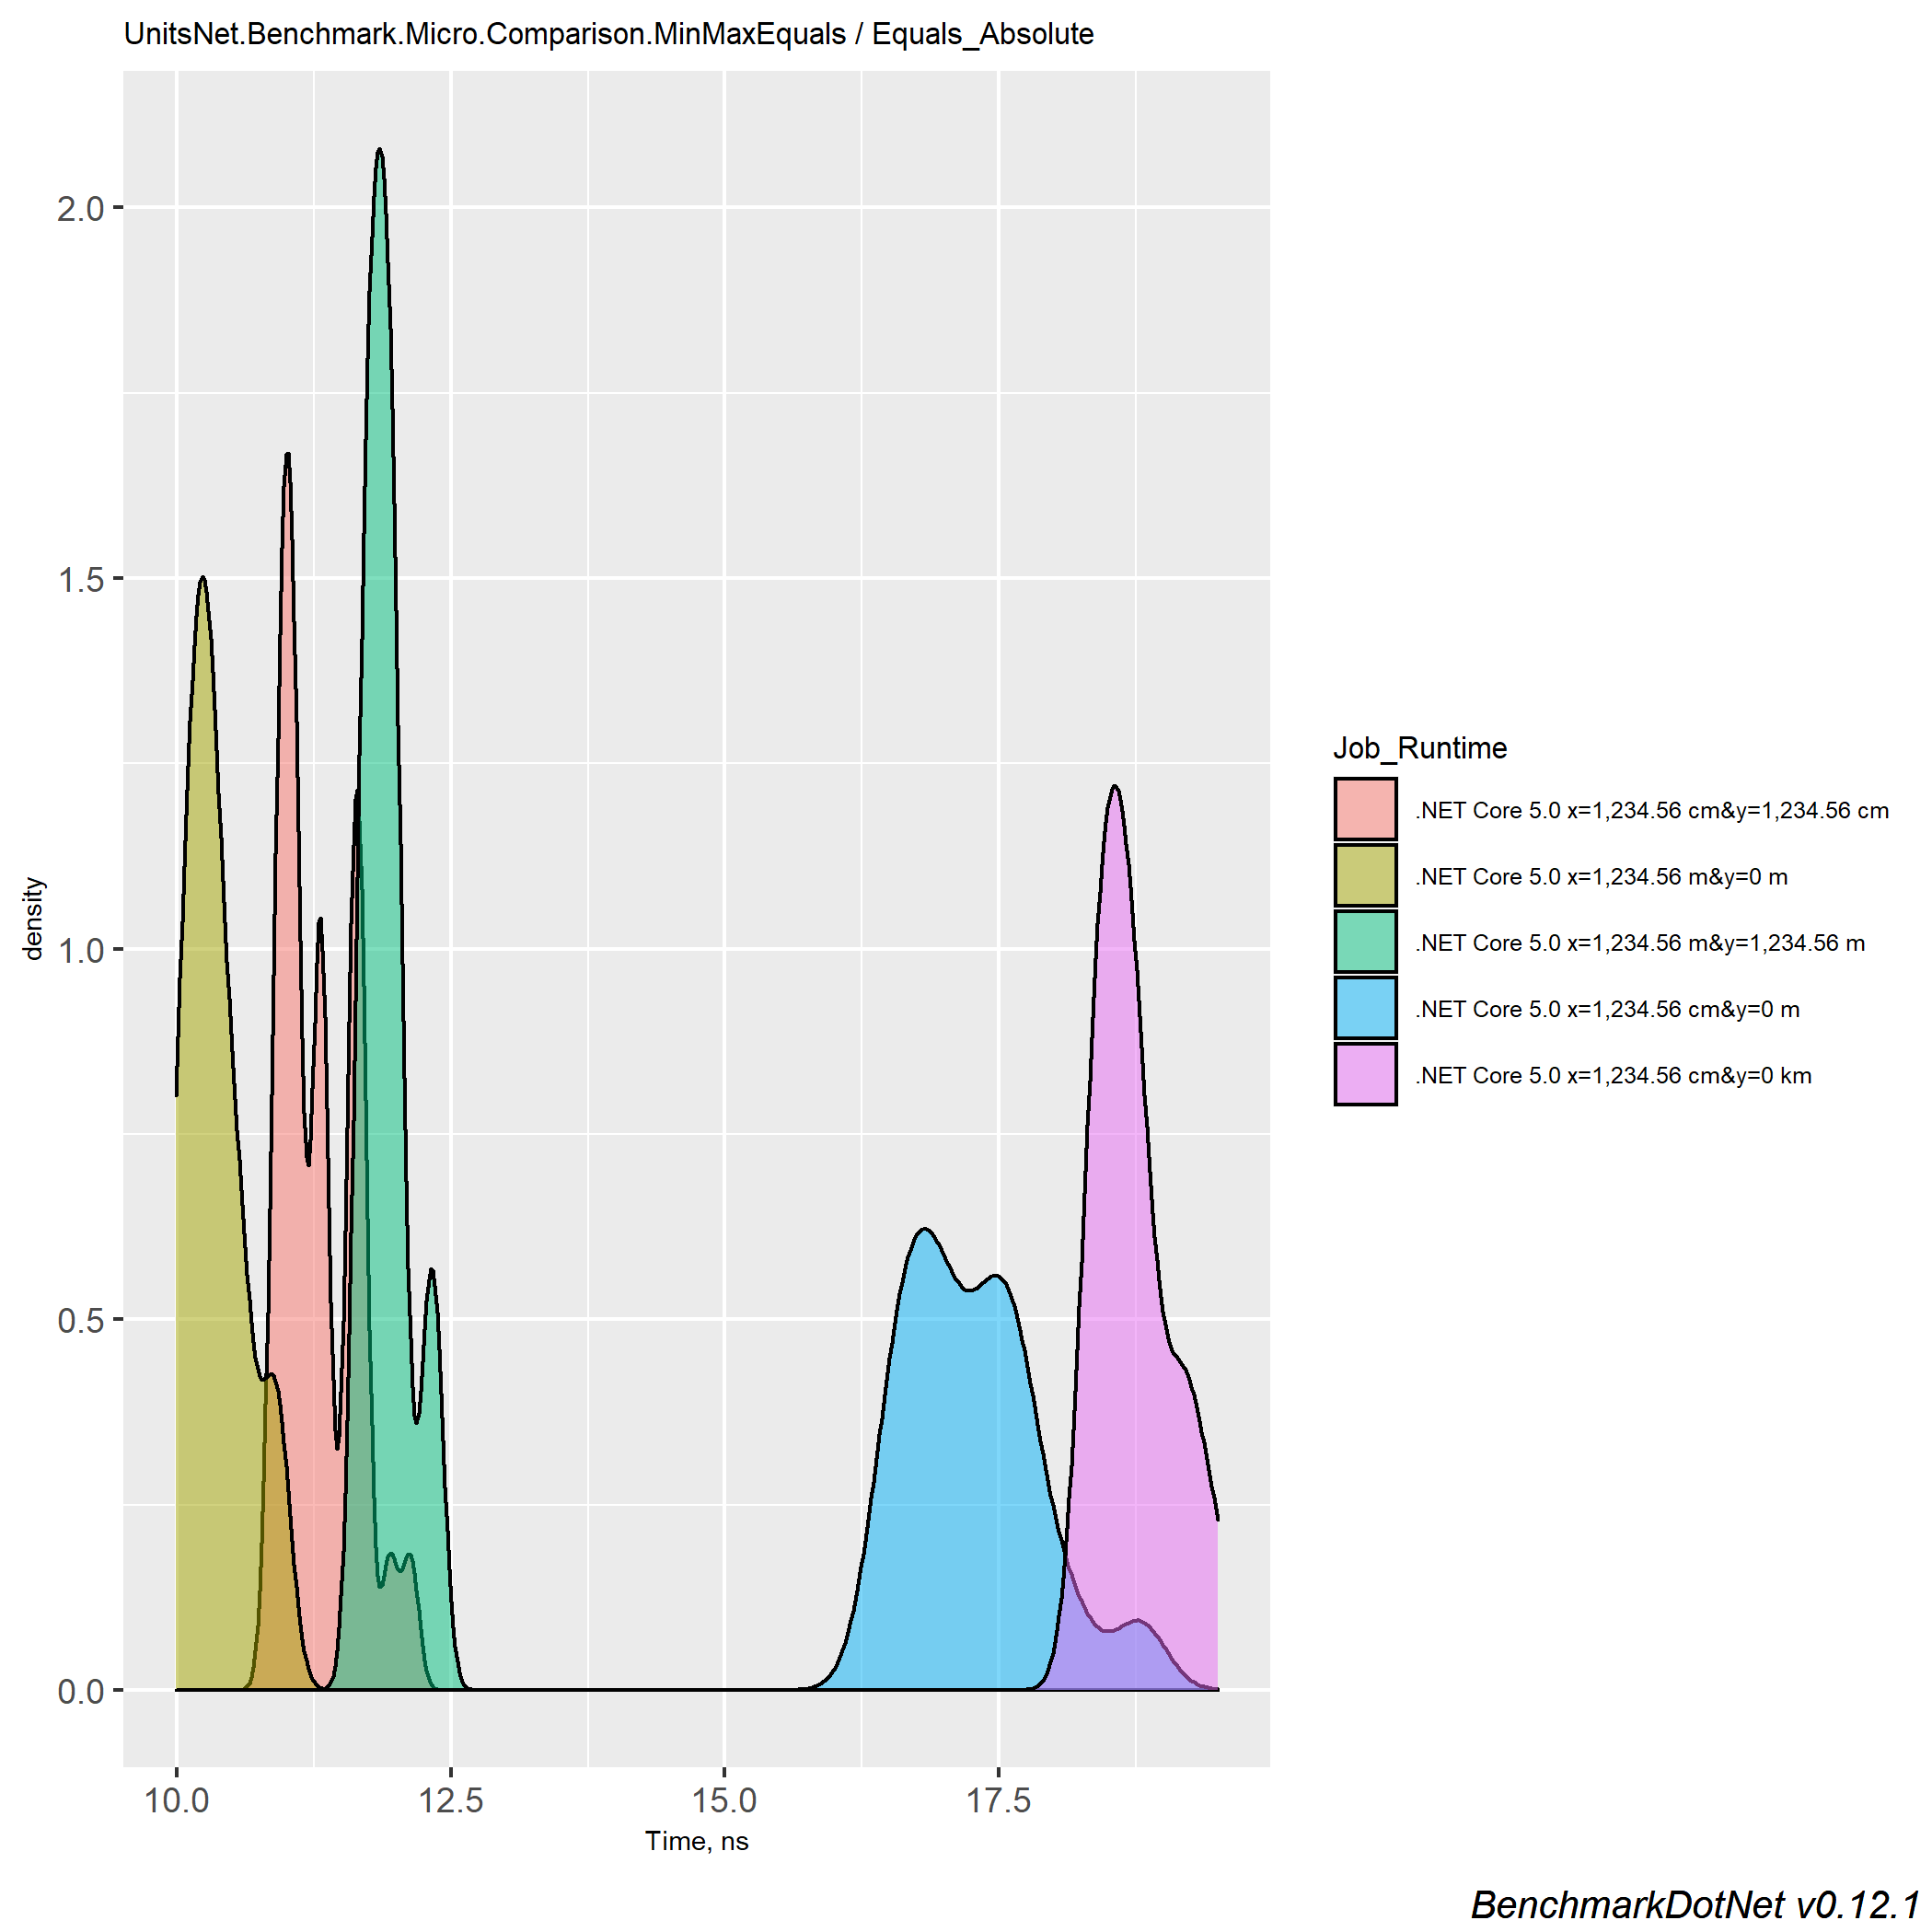 UnitsNet.Benchmark.Micro.Comparison.MinMaxEquals / Equals_Absolute
2.0
1.5
1.0
0.5
0.0
density
10.0 12.5 15.0 17.5
Time, ns
Job_Runtime
.NET Core 5.0 x=1,234.56 cm&y=1,234.56 cm
.NET Core 5.0 x=1,234.56 m&y=0 m
.NET Core 5.0 x=1,234.56 m&y=1,234.56 m
.NET Core 5.0 x=1,234.56 cm&y=0 m
.NET Core 5.0 x=1,234.56 cm&y=0 km
BenchmarkDotNet v0.12.1